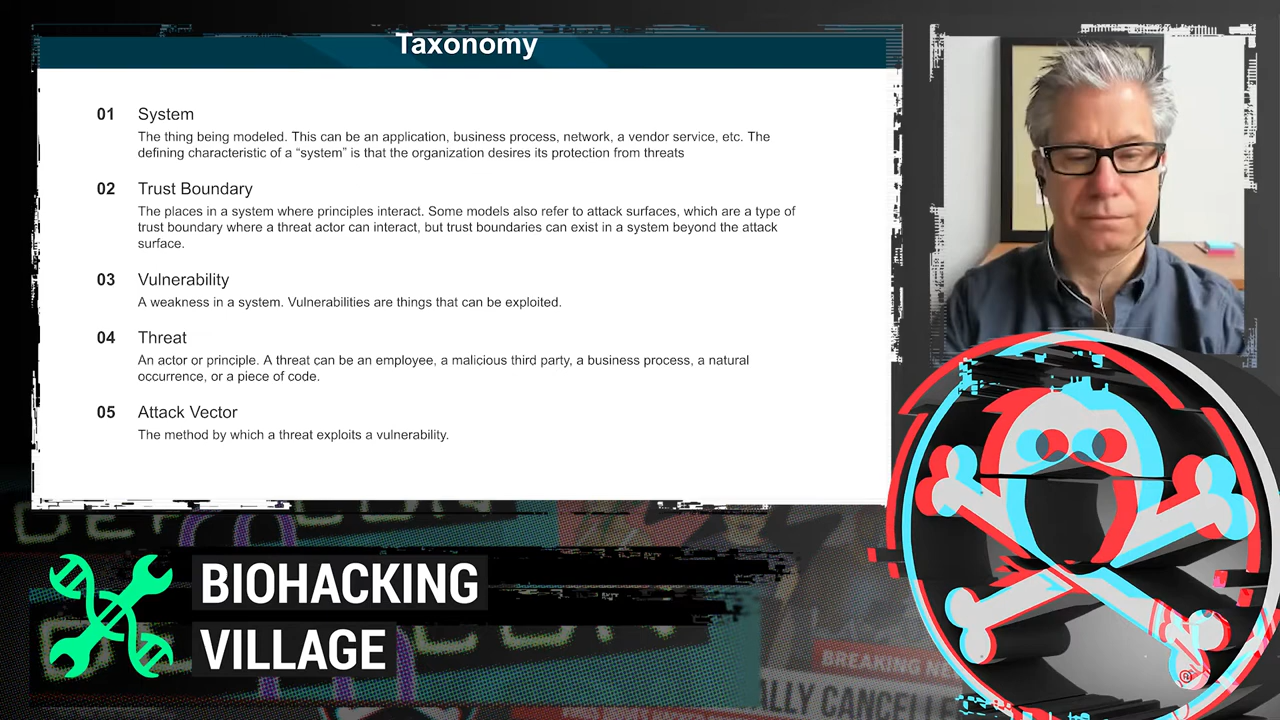 Taxonomy
01 System
The thing being modeled. This can be an application, business process, network, a vendor service, etc. The
defining characteristic of a “system” is that the organization desires its protection from threats
02 Trust Boundary
The places in a system where principles interact. Some models also refer to attack surfaces, which are a type of
trust boundary where a threat actor can interact, but trust boundaries can exist in a system beyond the attack
surface.
03 Vulnerability
A weakness in a system. Vulnerabilities are things that can be exploited.
04 Threat
An actor or principle. A threat can be an employee, a malicious third party, a business process, a natural
occurrence, or a piece of code.
05 Attack Vector
The method by which a threat exploits a vulnerability.
BIOHACKING
VILLAGE
BREAKING
CANCELLE
®